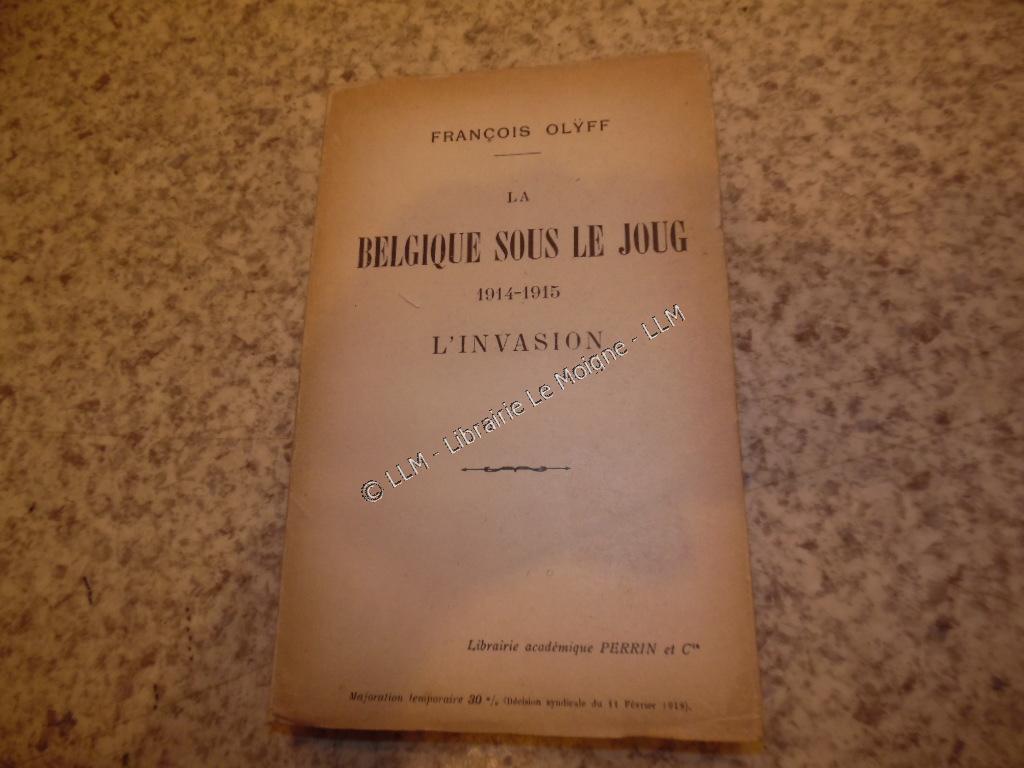 FRANÇOIS OLŸFF
LA
BELGIQUE SOUS LE JOUG
1914-1915
L'INVASION
© LLM - Librairie Le Moigne - LLM
Librairie académique PERRIN et Cie
Majoration temporaire 30 % (Décision syndicale du 11 Février 1918).